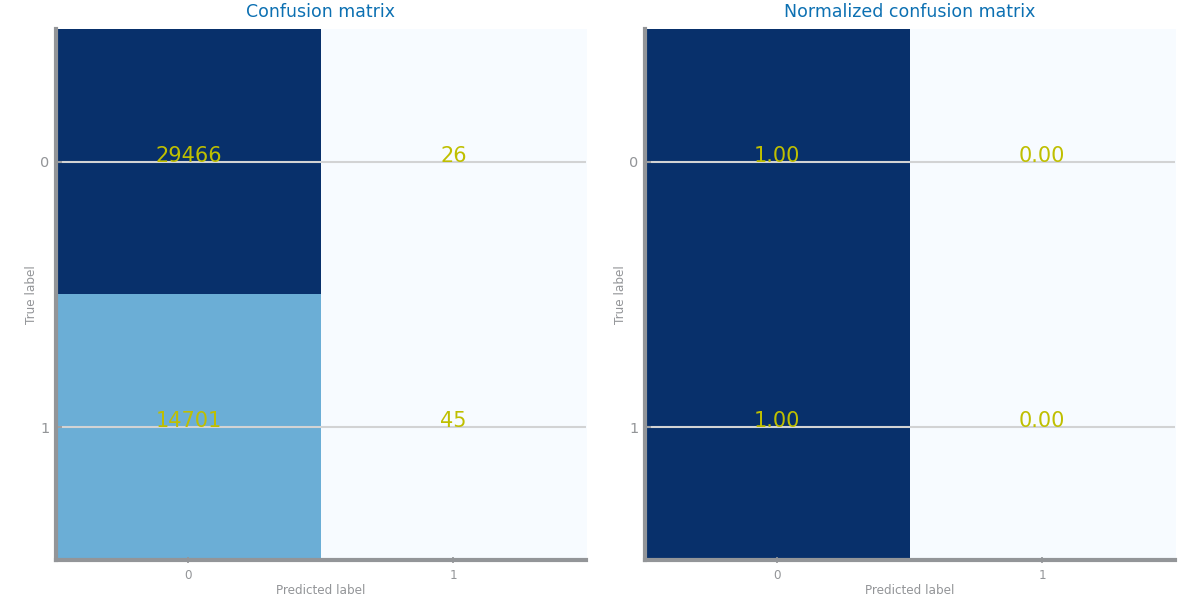 Confusion matrix
0
29466
26
True label
1
14701
45
0
1
Predicted label
Normalized confusion matrix
0
1.00
0.00
True label
1
1.00
0.00
0
1
Predicted label